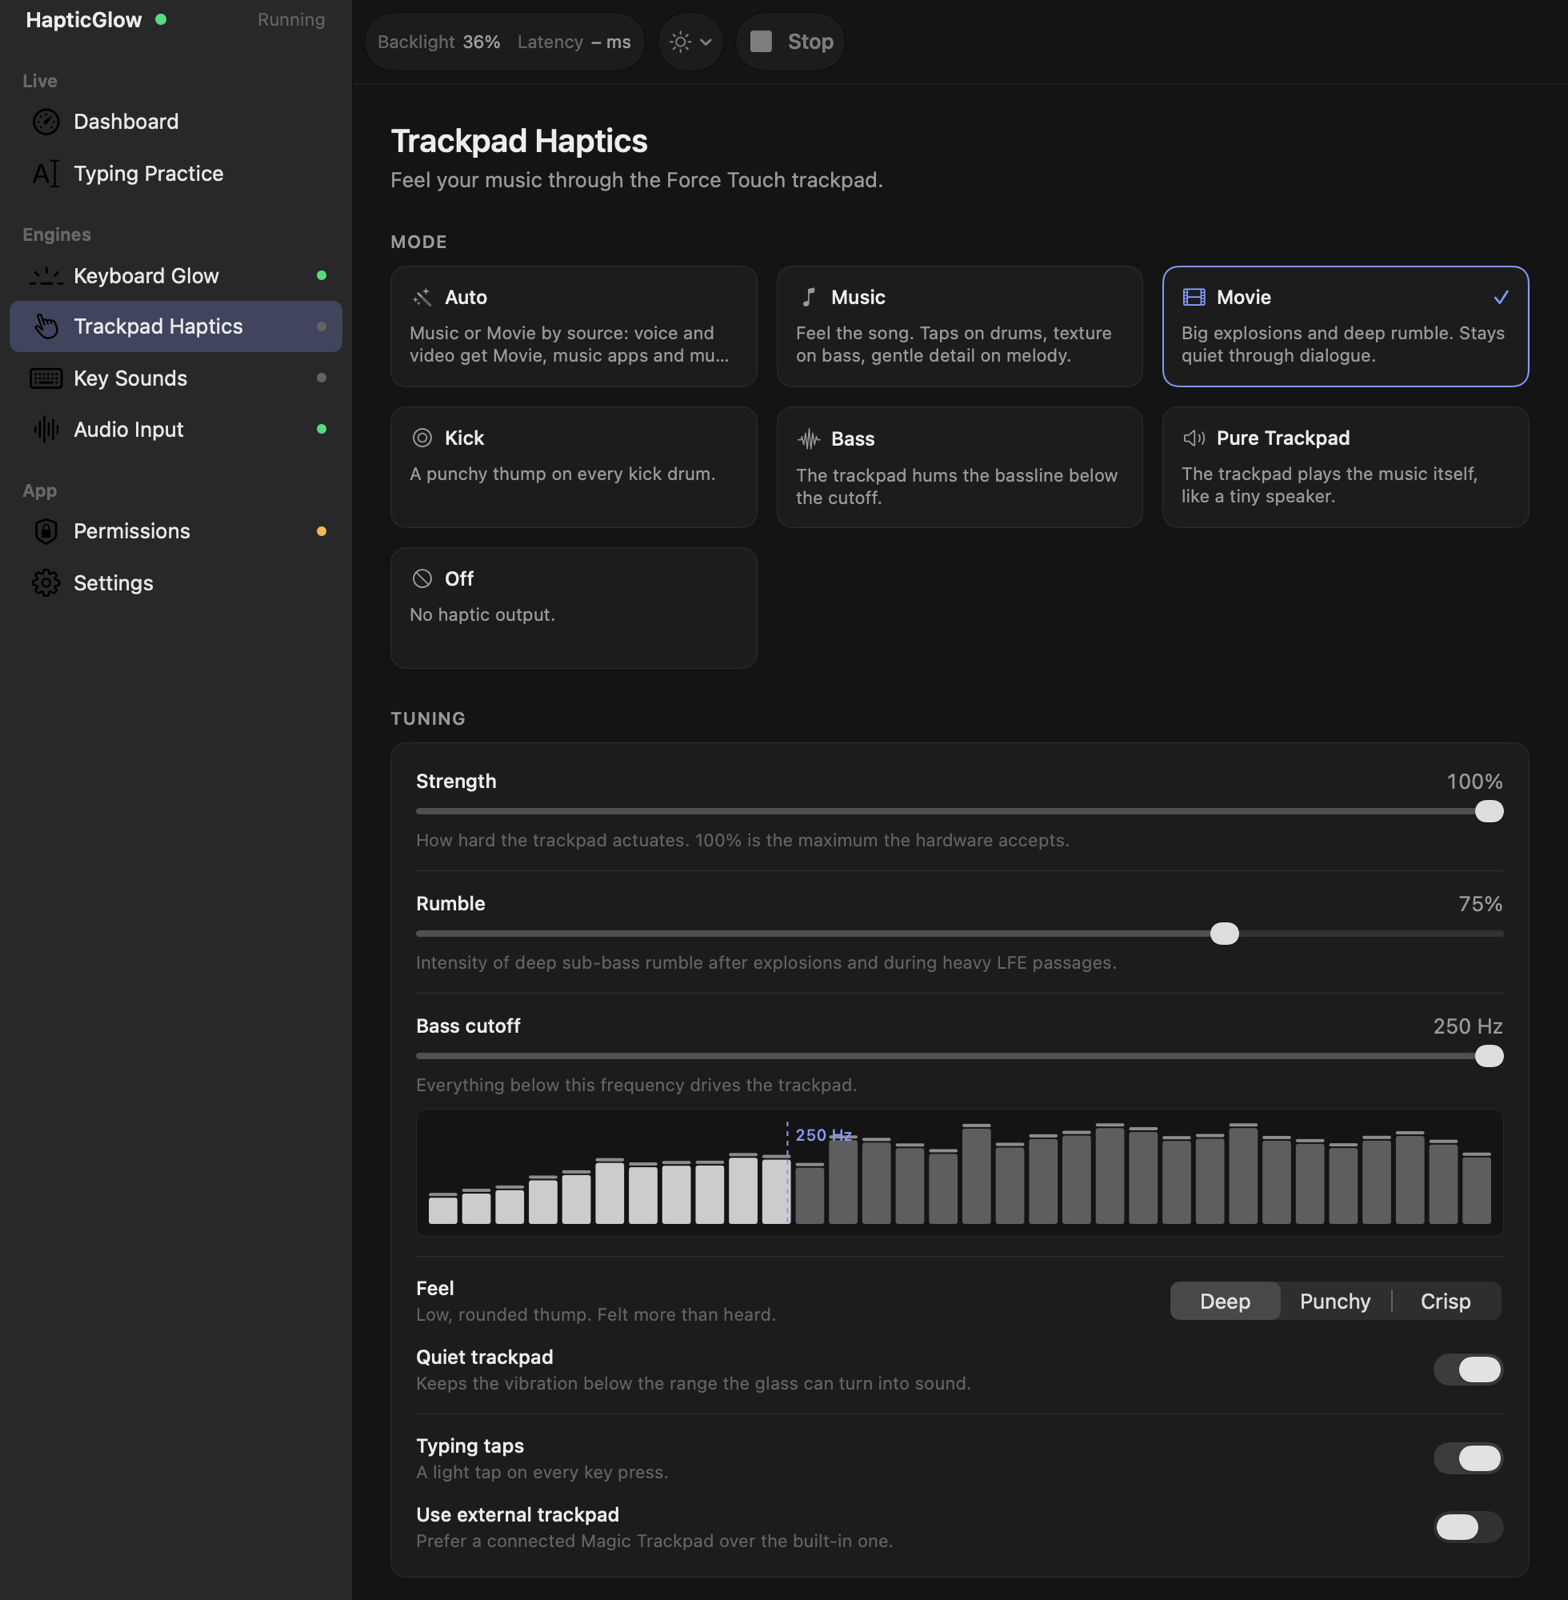 HapticGlow
Running
Live
Dashboard
Typing Practice
Engines
Keyboard Glow
Trackpad Haptics
Key Sounds
Audio Input
App
Permissions
Settings
Backlight 36% Latency – ms
Stop
Trackpad Haptics
Feel your music through the Force Touch trackpad.
MODE
Auto
Music or Movie by source: voice and
video get Movie, music apps and mu...
Music
Feel the song. Taps on drums, texture
on bass, gentle detail on melody.
Movie
Big explosions and deep rumble. Stays
quiet through dialogue.
Kick
A punchy thump on every kick drum.
Bass
The trackpad hums the bassline below
the cutoff.
Pure Trackpad
The trackpad plays the music itself,
like a tiny speaker.
Off
No haptic output.
TUNING
Strength 100%
How hard the trackpad actuates. 100% is the maximum the hardware accepts.
Rumble 75%
Intensity of deep sub-bass rumble after explosions and during heavy LFE passages.
Bass cutoff 250 Hz
Everything below this frequency drives the trackpad.
250 Hz
Feel
Low, rounded thump. Felt more than heard.
Deep Punchy Crisp
Quiet trackpad
Keeps the vibration below the range the glass can turn into sound.
Typing taps
A light tap on every key press.
Use external trackpad
Prefer a connected Magic Trackpad over the built-in one.